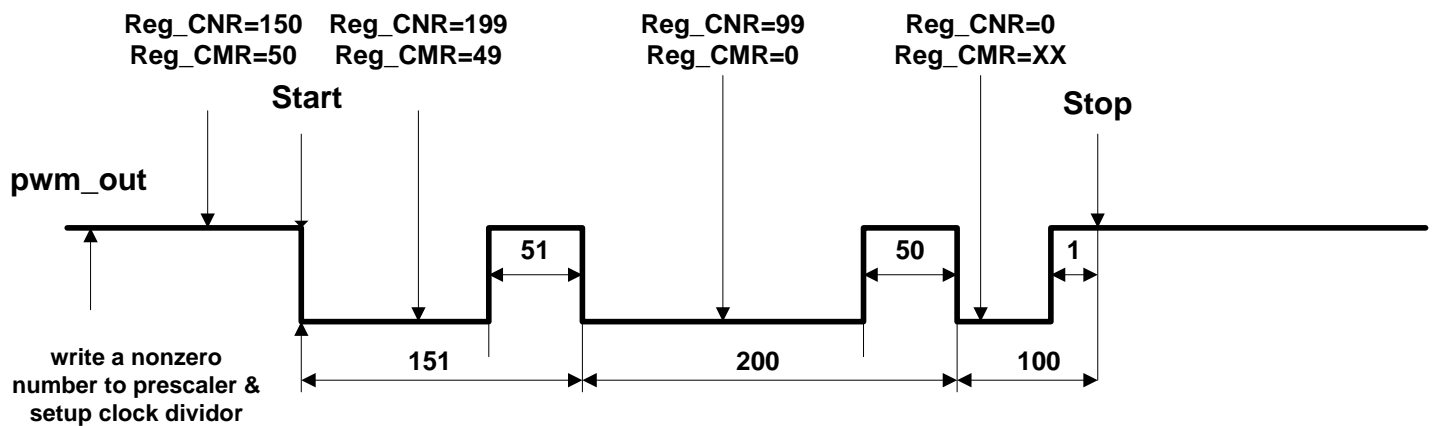 Reg_CNR=150
Reg_CMR=50
Reg_CNR=199
Reg_CMR=49
Reg_CNR=99
Reg_CMR=0
Reg_CNR=0
Reg_CMR=XX
Start
Stop
pwm_out
51
50
1
151
200
100
write a nonzero
number to prescaler &
setup clock dividor